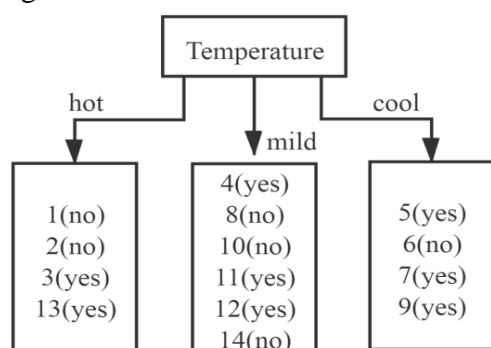 Temperature
hot
mild
cool
1(no)
2(no)
3(yes)
13(yes)
4(yes)
8(no)
10(no)
11(yes)
12(yes)
14(no)
5(yes)
6(no)
7(yes)
9(yes)